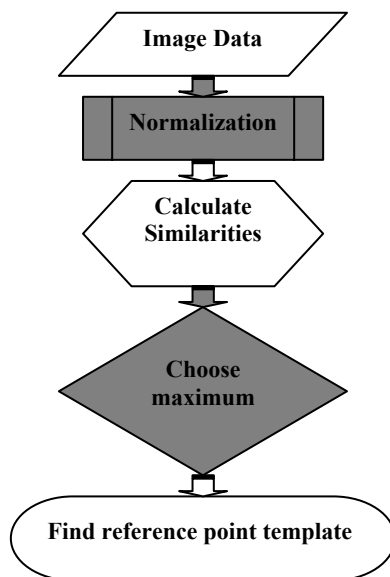 Image Data
Normalization
Calculate
Similarities
Choose
maximum
Find reference point template